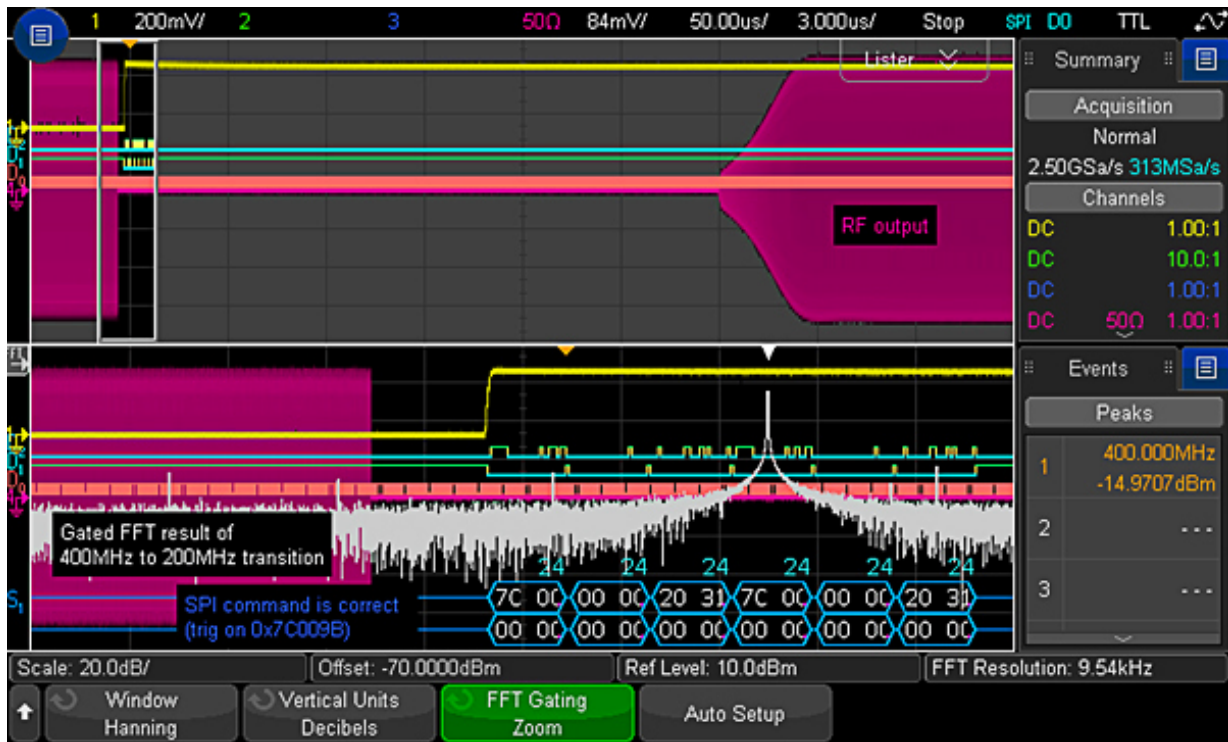 1 200mV/ 2 3 50Ω 84mV/ 50.00us/ 3.000us/ Stop SPI D0 TTL
Lister
Summary
Acquisition
Normal
2.50GSa/s 313MSa/s
Channels
DC 1.00:1
DC 10.0:1
DC 1.00:1
DC 50Ω 1.00:1
RF output
Events
Peaks
1 400.000MHz
-14.9707dBm
2 ---
3 ---
Gated FFT result of
400MHz to 200MHz transition
24 24 24 24 24 24
S1
SPI command is correct
(trig on 0x7C009B)
7C 00 00 00 20 31 7C 00 00 00 20 31
00 00 00 00 00 00 00 00 00 00 00 00
Scale: 20.0dB/ Offset: -70.0000dBm Ref Level: 10.0dBm FFT Resolution: 9.54kHz
Window
Hanning
Vertical Units
Decibels
FFT Gating
Zoom
Auto Setup